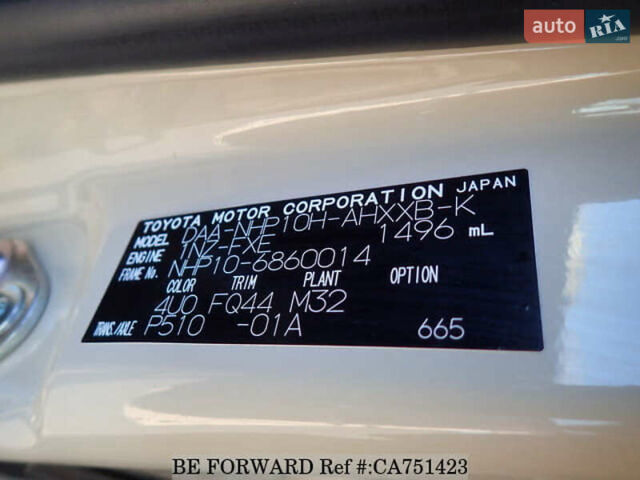 auto RIA .com
TOYOTA MOTOR CORPORATION JAPAN
MODEL DAA-NHP10H-AHXXB-K
ENGINE 1NZ-FXE 1496 mL
FRAME No. NHP10-6860014
COLOR TRIM PLANT OPTION
4U0 FQ44 M32
TRANS./AXLE P510 -01A 665
BE FORWARD Ref #:CA751423